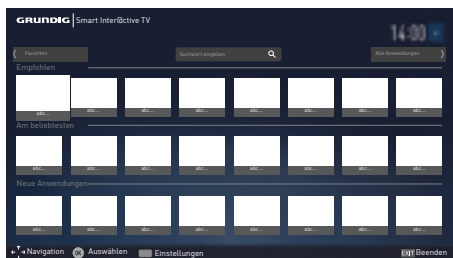 GRUNDIG Smart Inter@ctive TV
14:00
Favoriten Suchwort eingeben Alle Anwendungen
Empfohlen
abc... abc... abc... abc... abc... abc... abc... abc...
Am beliebtesten
abc... abc... abc... abc... abc... abc... abc... abc...
Neue Anwendungen
abc... abc... abc... abc... abc... abc... abc... abc...
Navigation OK Auswählen Einstellungen EXIT Beenden